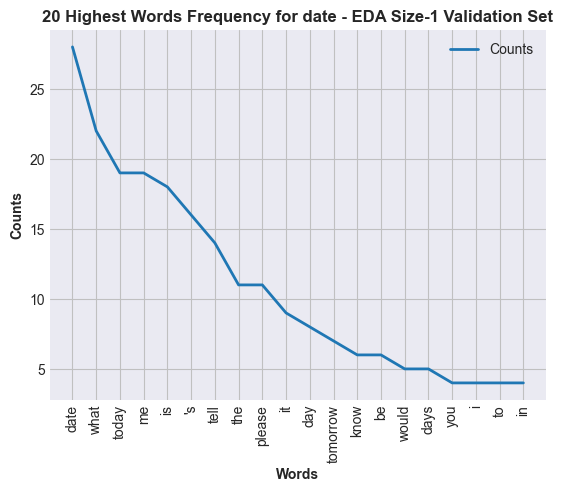 20 Highest Words Frequency for date - EDA Size-1 Validation Set
Counts
Counts
25
20
15
10
5
date
what
today
me
is
's
tell
the
please
it
day
tomorrow
know
be
would
days
you
i
to
in
Words